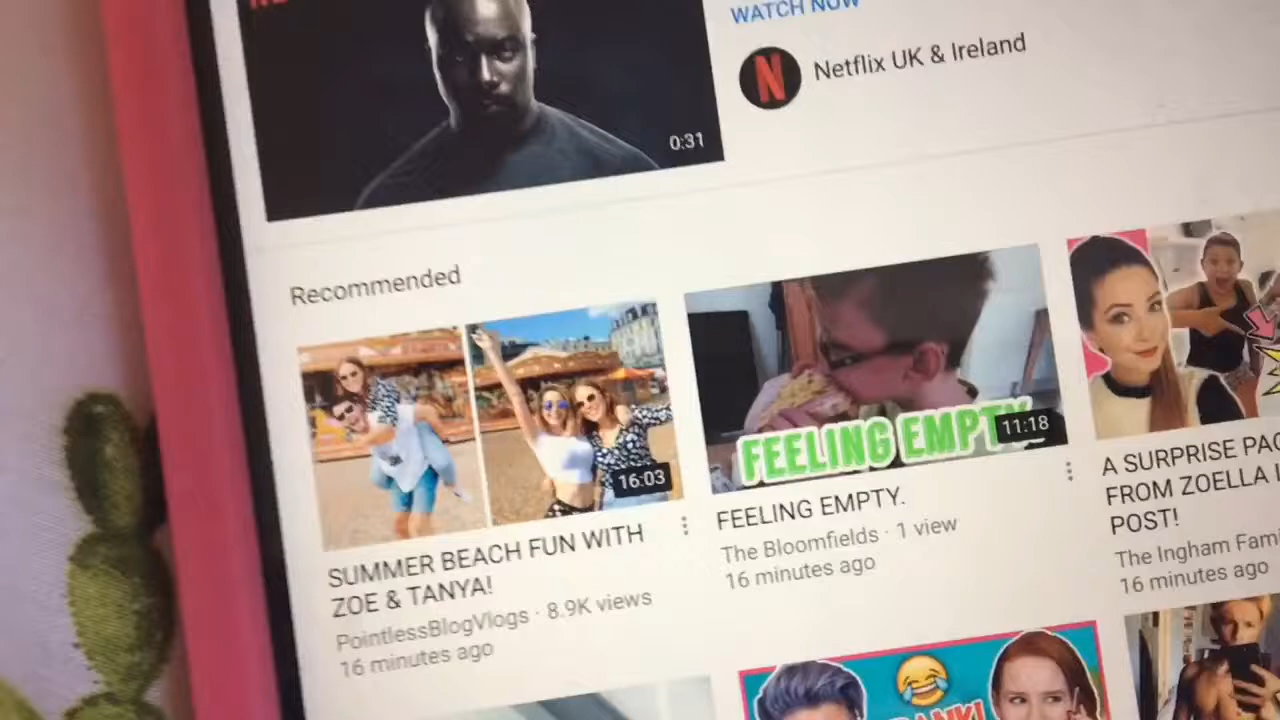 WATCH NOW
N
Netflix UK & Ireland
0:31
Recommended
16:03
SUMMER BEACH FUN WITH
ZOE & TANYA!
PointlessBlogVlogs · 8.9K views
16 minutes ago
FEELING EMPTY
11:18
FEELING EMPTY.
The Bloomfields · 1 view
16 minutes ago
A SURPRISE
FROM ZOELLA
POST!
The Ingham
16 minutes ago